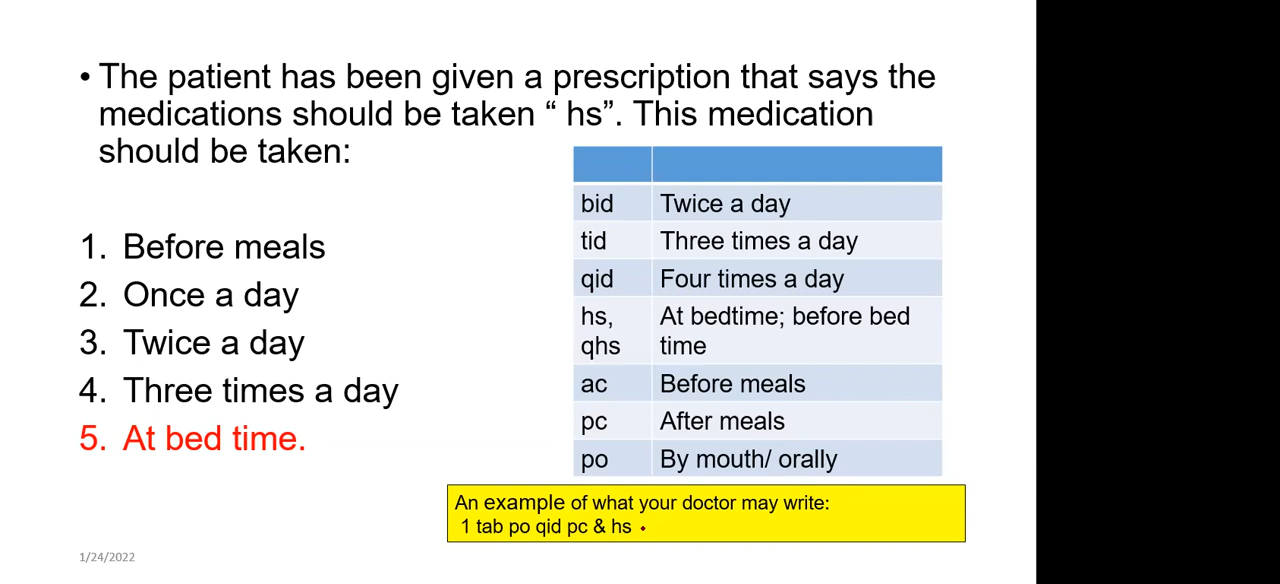 • The patient has been given a prescription that says the
medications should be taken “ hs”. This medication
should be taken:
1. Before meals
2. Once a day
3. Twice a day
4. Three times a day
5. At bed time.
bid Twice a day
tid Three times a day
qid Four times a day
hs, At bedtime; before bed
qhs time
ac Before meals
pc After meals
po By mouth/ orally
An example of what your doctor may write:
1 tab po qid pc & hs
1/24/2022